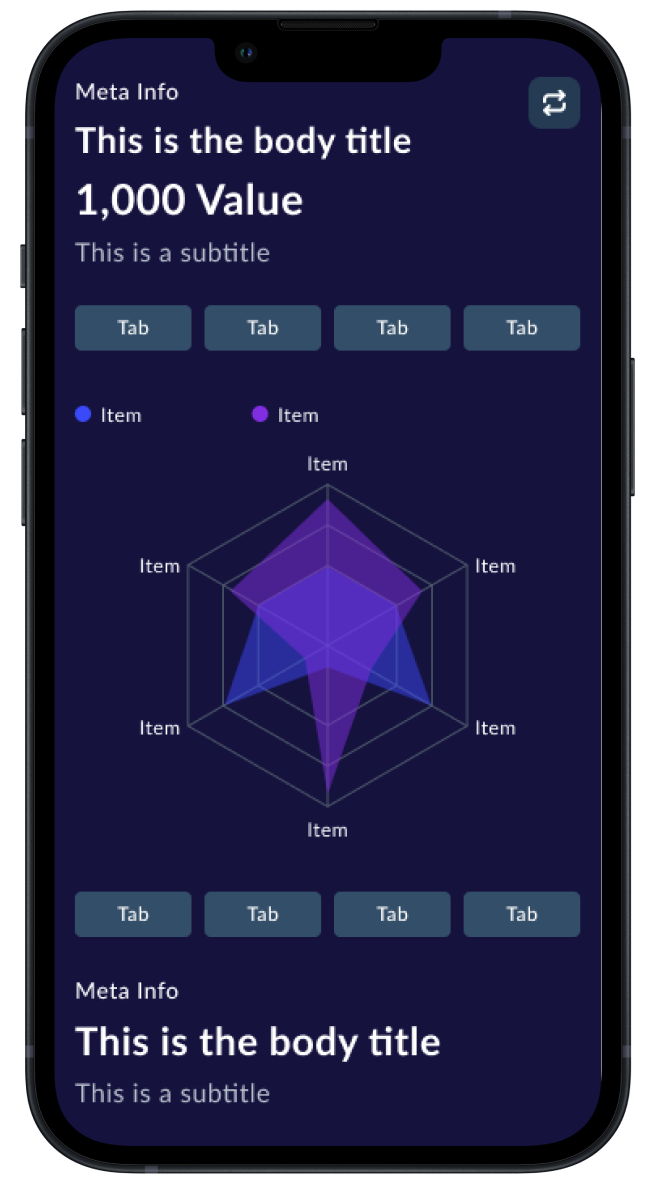 Meta Info
This is the body title
1,000 Value
This is a subtitle
Tab Tab Tab Tab
Item Item
Item
Item Item
Item Item
Item
Tab Tab Tab Tab
Meta Info
This is the body title
This is a subtitle